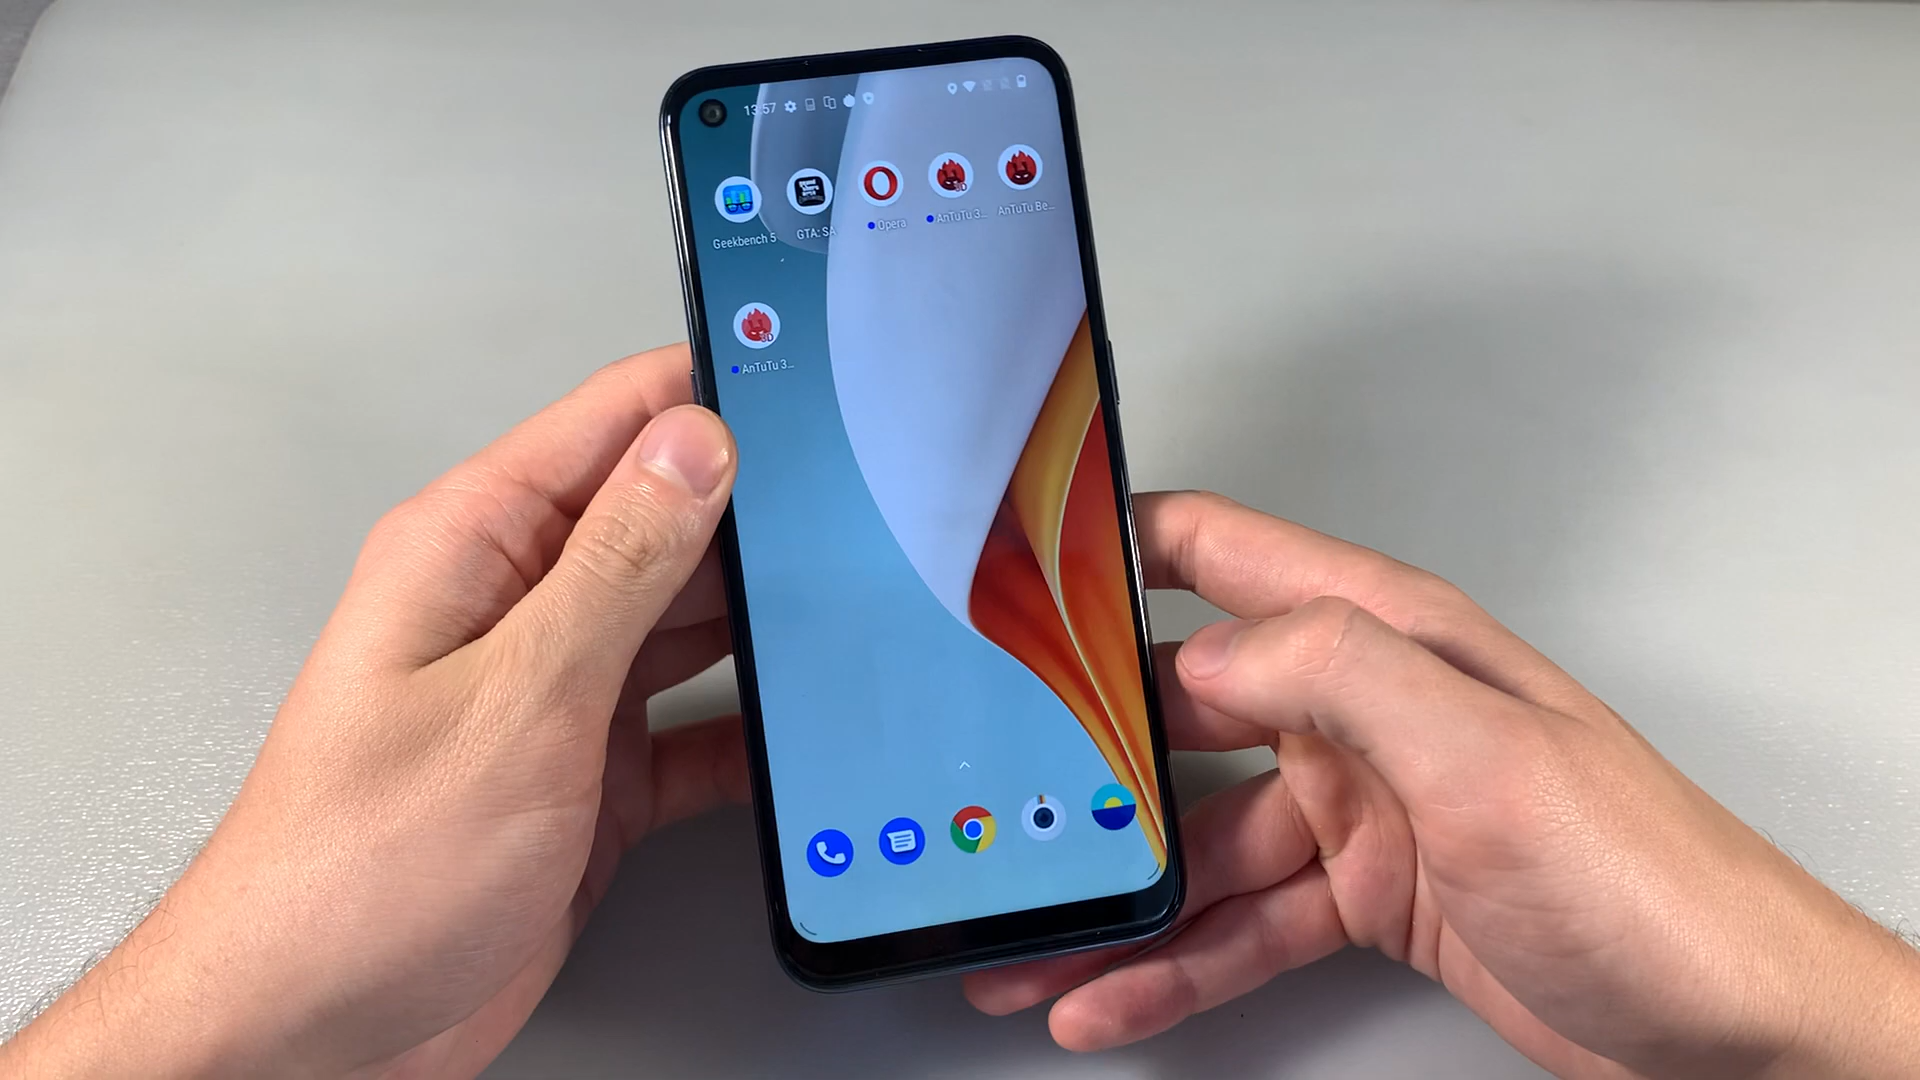 13:57
Geekbench 5
GTA: SA
Opera
AnTuTu 3...
AnTuTu Be...
AnTuTu 3...